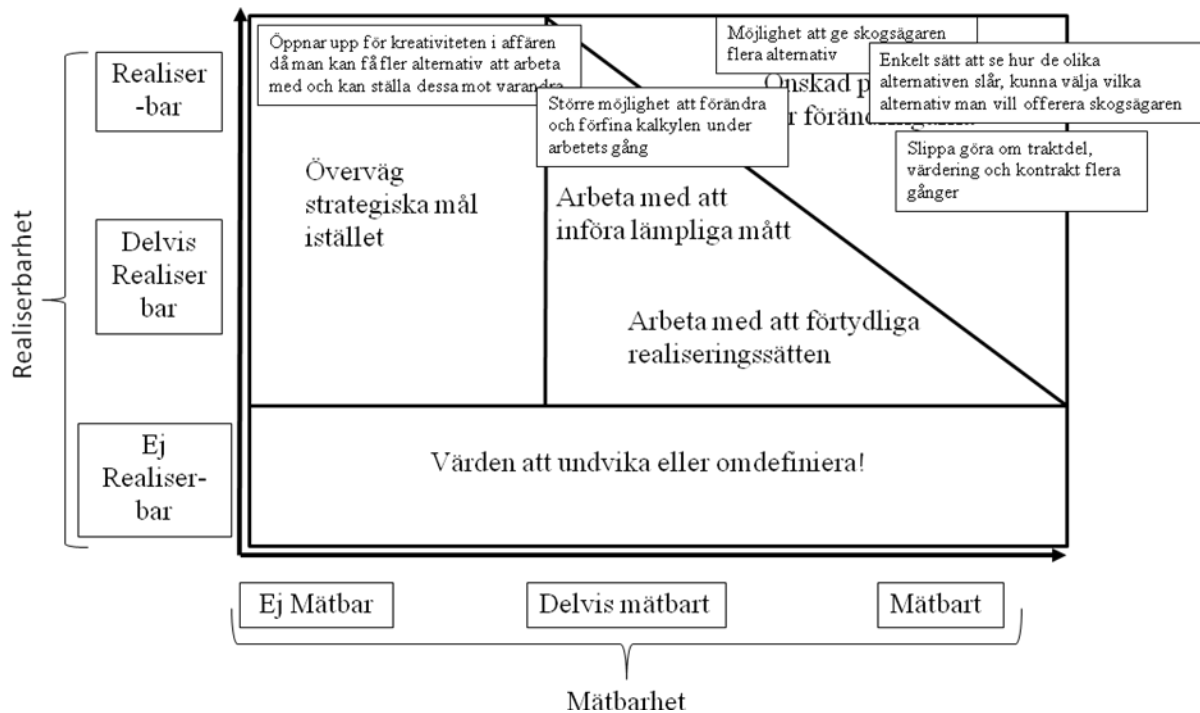 Öppnar upp för kreativiteten i affären
då man kan få fler alternativ att arbeta
med och kan ställa dessa mot varandra
Möjlighet att ge skogsägaren
flera alternativ
Enkelt sätt att se hur de olika
alternativen slår, kunna välja vilka
alternativ man vill offerera skogsägaren
Önskad
Större möjlighet att förändra
och förfina kalkylen under
arbetets gång
Slippa göra om traktdel,
värdering och kontrakt flera
gånger
Realiser
-bar
Överväg
strategiska mål
istället
Arbeta med att
införa lämpliga mått
Realiserbarhet
Delvis
Realiser
bar
Arbeta med att förtydliga
realiseringssätten
Ej
Realiser-
bar
Värden att undvika eller omdefiniera!
Ej Mätbar
Delvis mätbart
Mätbart
Mätbarhet